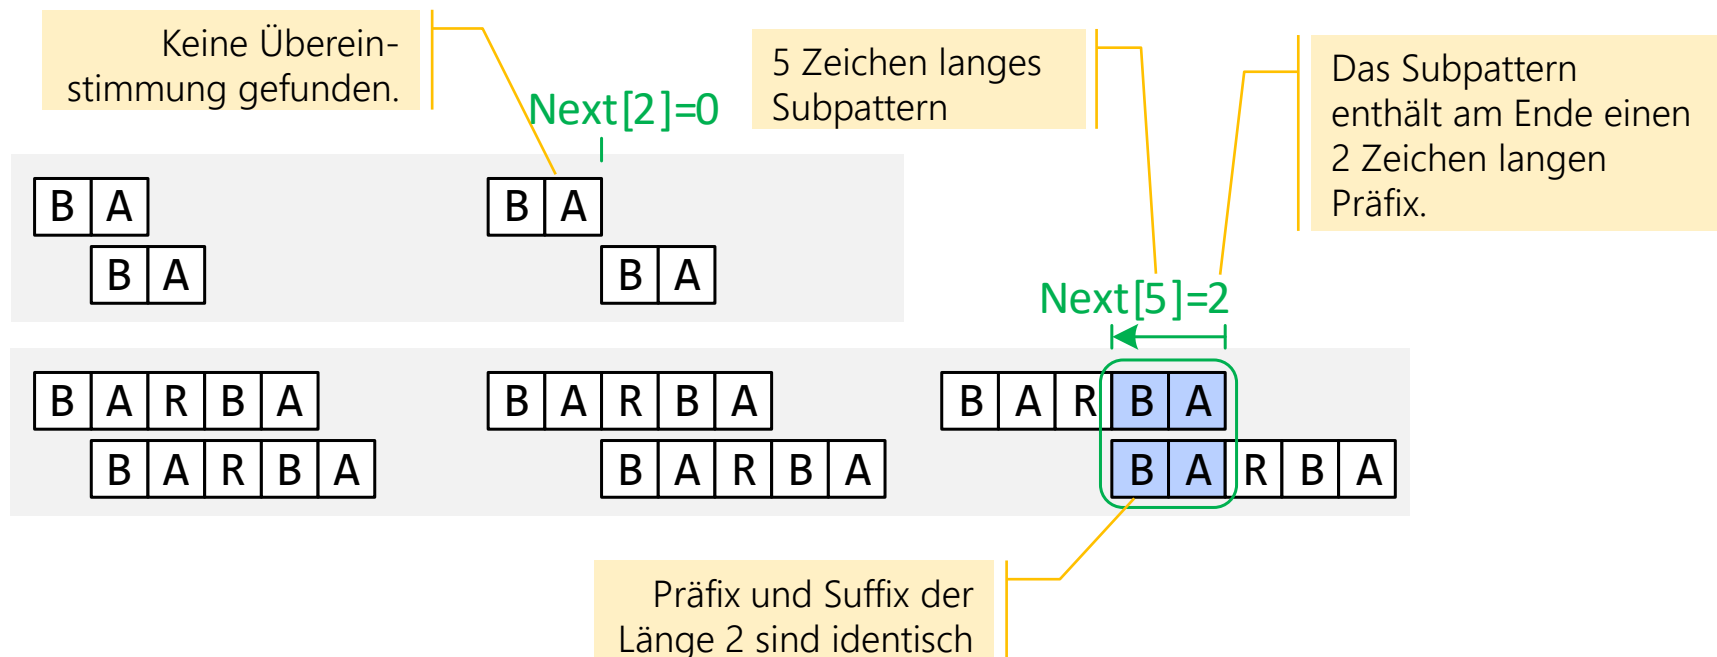 Keine Überein-
stimmung gefunden.
5 Zeichen langes
Subpattern
Das Subpattern
enthält am Ende einen
2 Zeichen langen
Präfix.
Next[2]=0
B A B A
B A B A
Next[5]=2
B A R B A B A R B A B A R B A
B A R B A B A R B A B A R B A
Präfix und Suffix der
Länge 2 sind identisch